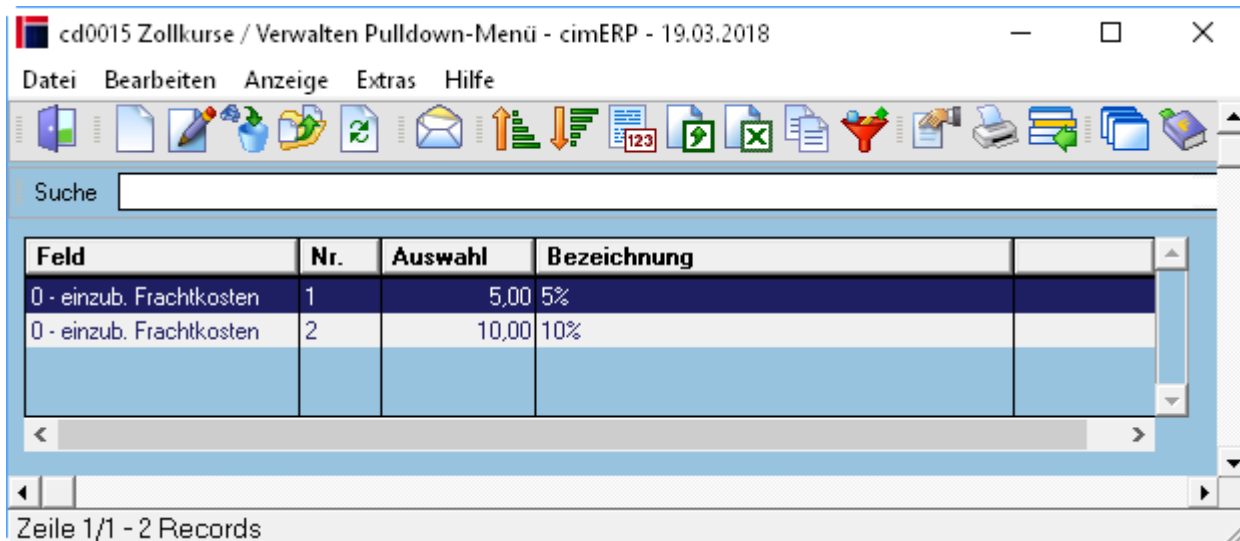 cd0015 Zollkurse / Verwalten Pulldown-Menü - cimERP - 19.03.2018
Datei Bearbeiten Anzeige Extras Hilfe
123
Suche
Feld Nr. Auswahl Bezeichnung
0 - einzub. Frachtkosten 1 5,00 5%
0 - einzub. Frachtkosten 2 10,00 10%
Zeile 1/1 - 2 Records